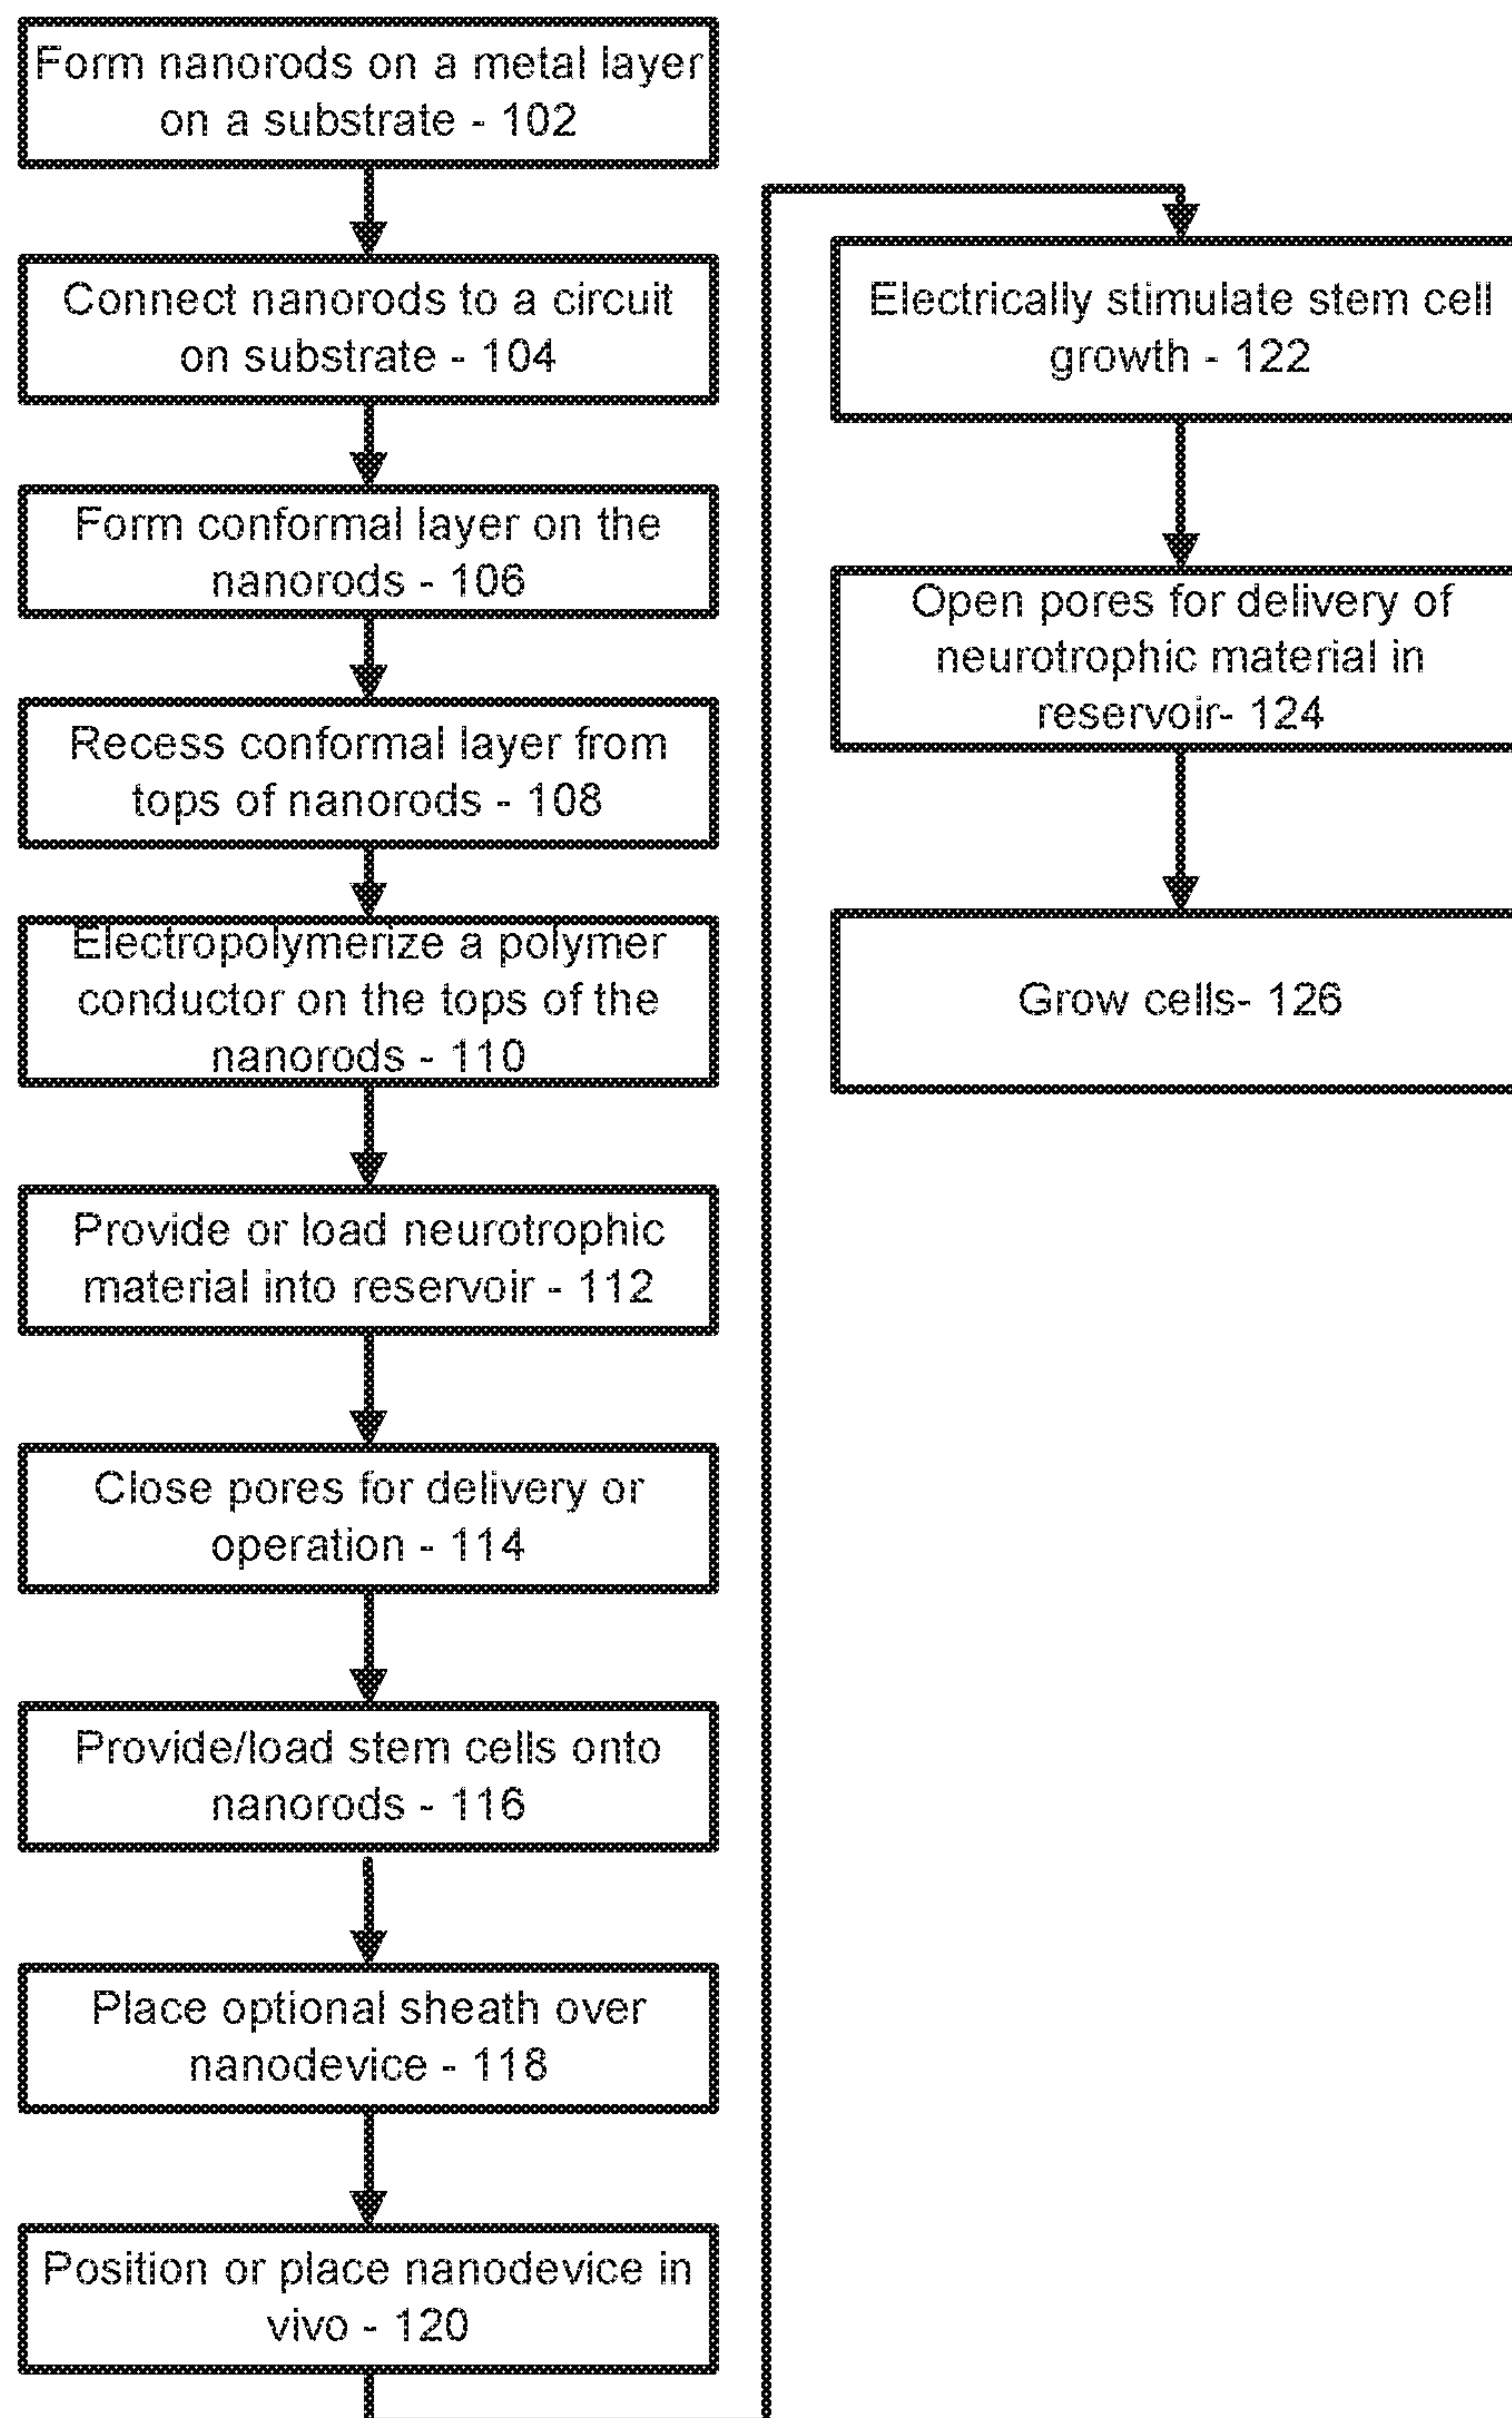 Form nanorods on a metal layer
on a substrate - 102
Connect nanorods to a circuit
on substrate - 104
Form conformal layer on the
nanorods - 106
Recess conformal layer from
tops of nanorods - 108
Electropolymerize a polymer
conductor on the tops of the
nanorods - 110
Provide or load neurotrophic
material into reservoir - 112
Close pores for delivery or
operation - 114
Provide/load stem cells onto
nanorods - 116
Place optional sheath over
nanodevice - 118
Position or place nanodevice in
vivo - 120
Electrically stimulate stem cell
growth - 122
Open pores for delivery of
neurotrophic material in
reservoir- 124
Grow cells- 126